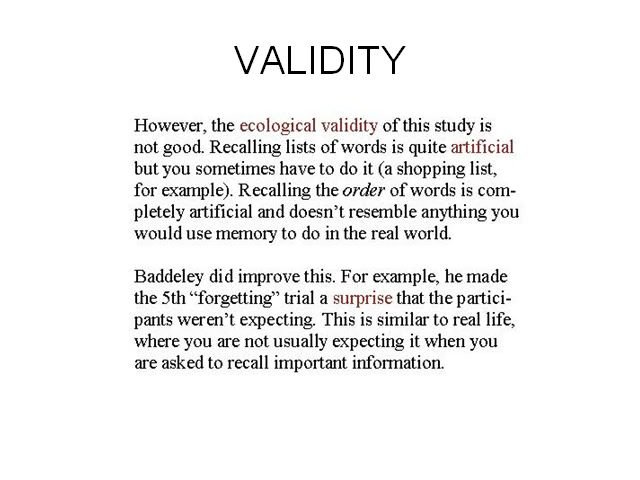 VALIDITY
However, the ecological validity of this study is
not good. Recalling lists of words is quite artificial
but you sometimes have to do it (a shopping list,
for example). Recalling the order of words is com-
pletely artificial and doesn’t resemble anything you
would use memory to do in the real world.
Baddeley did improve this. For example, he made
the 5th “forgetting” trial a surprise that the partici-
pants weren’t expecting. This is similar to real life,
where you are not usually expecting it when you
are asked to recall important information.